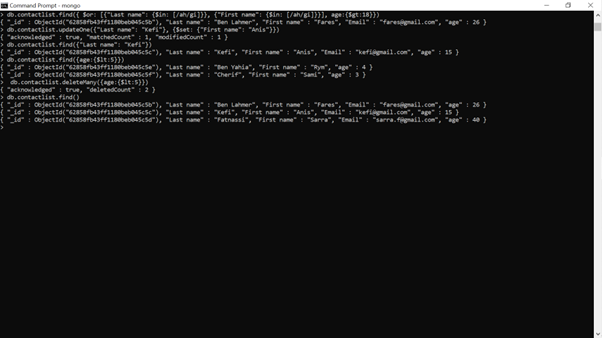 Command Prompt - mongo
> db.contactlist.find({ $or: [{"Last name": {$in: [/ah/gi]}}, {"First name": {$in: [/ah/gi]}}], age:{$gt:18}})
{ "_id" : ObjectId("62858fb43ff1180beb045c5b"), "Last name" : "Ben Lahmer", "First name" : "Fares", "Email" : "fares@gmail.com", "age" : 26 }
> db.contactlist.updateOne({"Last name": "Kefi"}, {$set: {"First name": "Anis"}})
{ "acknowledged" : true, "matchedCount" : 1, "modifiedCount" : 1 }
> db.contactlist.find({"Last name": "Kefi"})
{ "_id" : ObjectId("62858fb43ff1180beb045c5c"), "Last name" : "Kefi", "First name" : "Anis", "Email" : "kefi@gmail.com", "age" : 15 }
> db.contactlist.find({age:{$lt:5}})
{ "_id" : ObjectId("62858fb43ff1180beb045c5e"), "Last name" : "Ben Yahia", "First name" : "Rym", "age" : 4 }
{ "_id" : ObjectId("62858fb43ff1180beb045c5f"), "Last name" : "Cherif", "First name" : "Sami", "age" : 3 }
>  db.contactlist.deleteMany({age:{$lt:5}})
{ "acknowledged" : true, "deletedCount" : 2 }
> db.contactlist.find()
{ "_id" : ObjectId("62858fb43ff1180beb045c5b"), "Last name" : "Ben Lahmer", "First name" : "Fares", "Email" : "fares@gmail.com", "age" : 26 }
{ "_id" : ObjectId("62858fb43ff1180beb045c5c"), "Last name" : "Kefi", "First name" : "Anis", "Email" : "kefi@gmail.com", "age" : 15 }
{ "_id" : ObjectId("62858fb43ff1180beb045c5d"), "Last name" : "Fatnassi", "First name" : "Sarra", "Email" : "sarra.f@gmail.com", "age" : 40 }
>